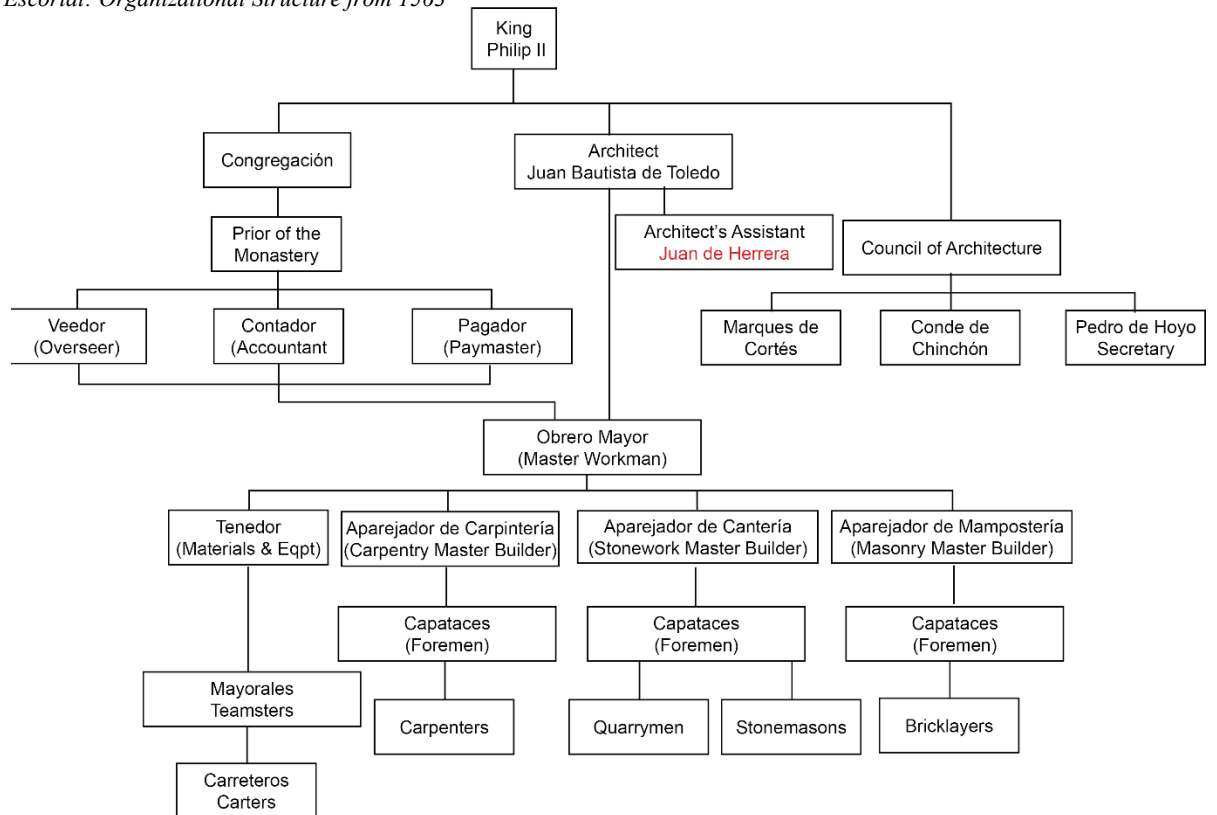 Escorial: Organizational Structure from 1563
King
Philip II
Congregación
Architect
Juan Bautista de Toledo
Prior of the
Monastery
Architect's Assistant
Juan de Herrera
Council of Architecture
Veedor
(Overseer)
Contador
(Accountant
Pagador
(Paymaster)
Marques de
Cortés
Conde de
Chinchón
Pedro de Hoyo
Secretary
Obrero Mayor
(Master Workman)
Tenedor
(Materials & Eqpt)
Aparejador de Carpintería
(Carpentry Master Builder)
Aparejador de Cantería
(Stonework Master Builder)
Aparejador de Mampostería
(Masonry Master Builder)
Capataces
(Foremen)
Capataces
(Foremen)
Capataces
(Foremen)
Mayorales
Teamsters
Carpenters
Quarrymen
Stonemasons
Bricklayers
Carreteros
Carters